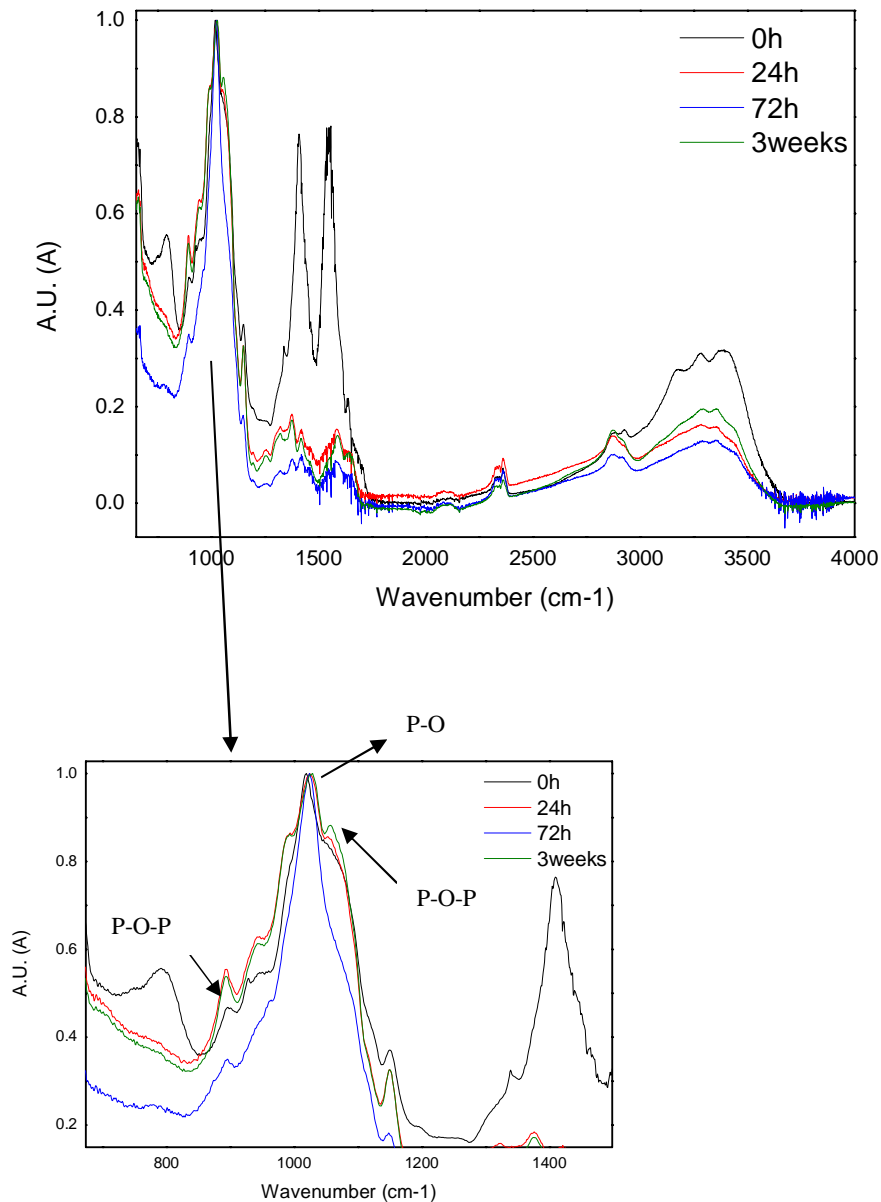 1.0
0.8
0.6
0.4
0.2
0.0
A.U. (A)
0h
24h
72h
3weeks
1000 1500 2000 2500 3000 3500 4000
Wavenumber (cm-1)
P-O
1.0
0.8
0.6
0.4
0.2
A.U. (A)
0h
24h
72h
3weeks
P-O-P
P-O-P
800 1000 1200 1400
Wavenumber (cm-1)